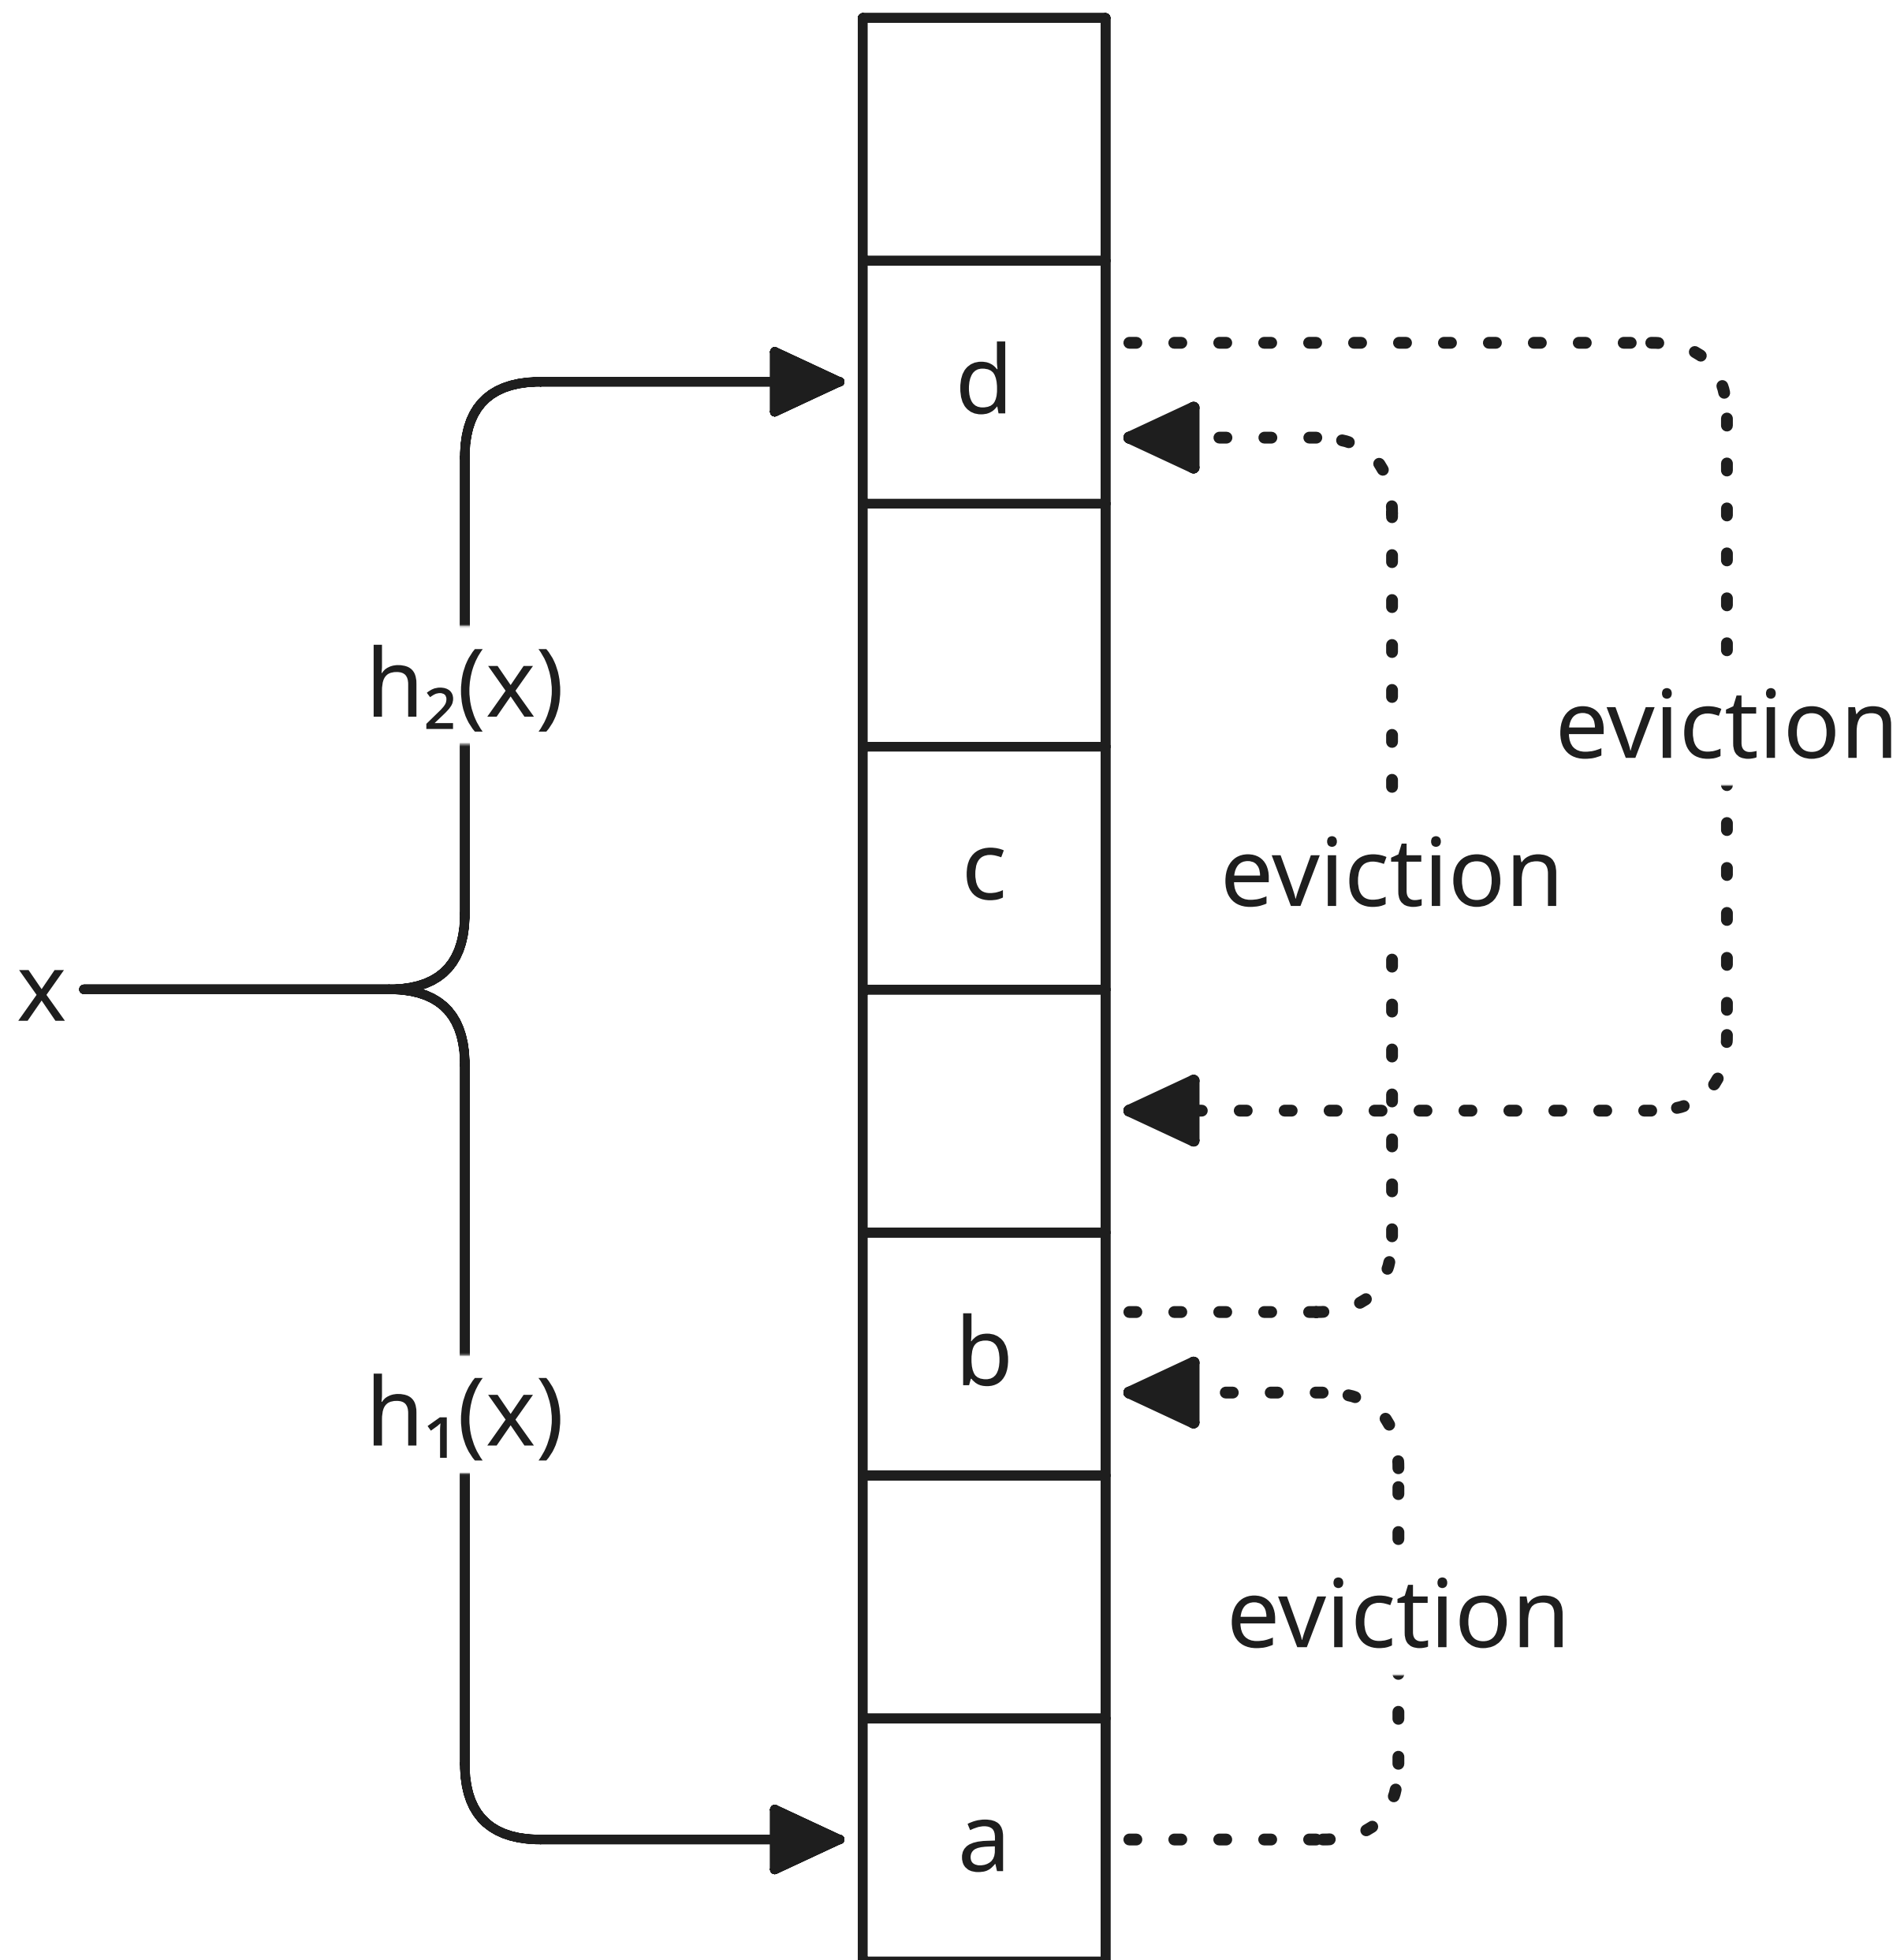 d
h₂(x)
eviction
c
eviction
x
b
h₁(x)
eviction
a